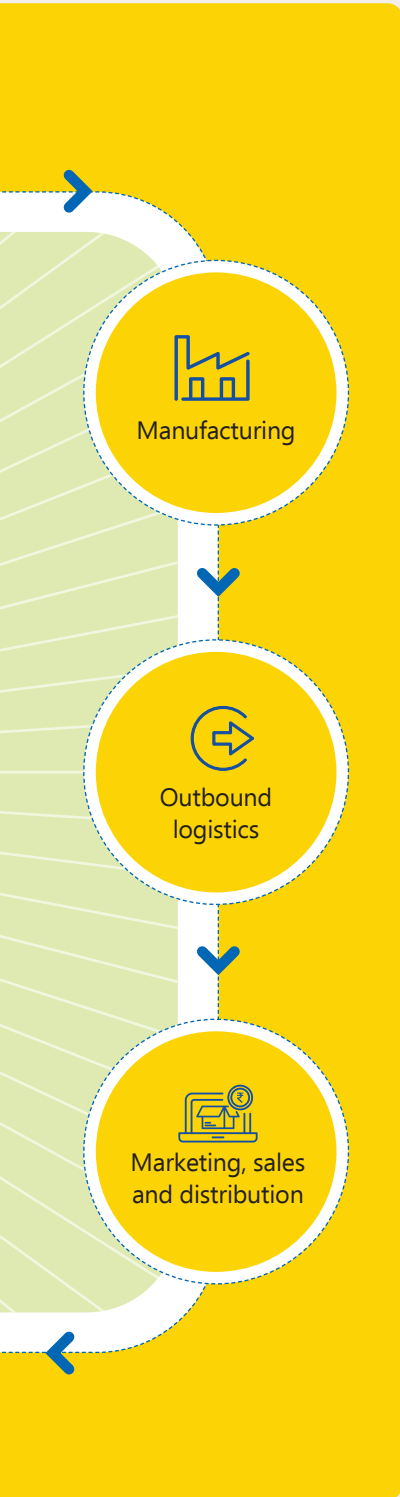 Manufacturing
Outbound
logistics
₹
Marketing, sales
and distribution